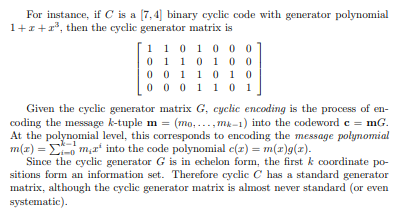 For instance, if C is a [7, 4] binary cyclic code with generator polynomial
1 + x + x³, then the cyclic generator matrix is
1 1 0 1 0 0 0
0 1 1 0 1 0 0
0 0 1 1 0 1 0
0 0 0 1 1 0 1
Given the cyclic generator matrix G, cyclic encoding is the process of en-
coding the message k-tuple m = (m₀, . . . , mₖ₋₁) into the codeword c = mG.
At the polynomial level, this corresponds to encoding the message polynomial
m(x) = ∑ᵢ₌₀ᵏ⁻¹ mᵢxⁱ into the code polynomial c(x) = m(x)g(x).
Since the cyclic generator G is in echelon form, the first k coordinate po-
sitions form an information set. Therefore cyclic C has a standard generator
matrix, although the cyclic generator matrix is almost never standard (or even
systematic).